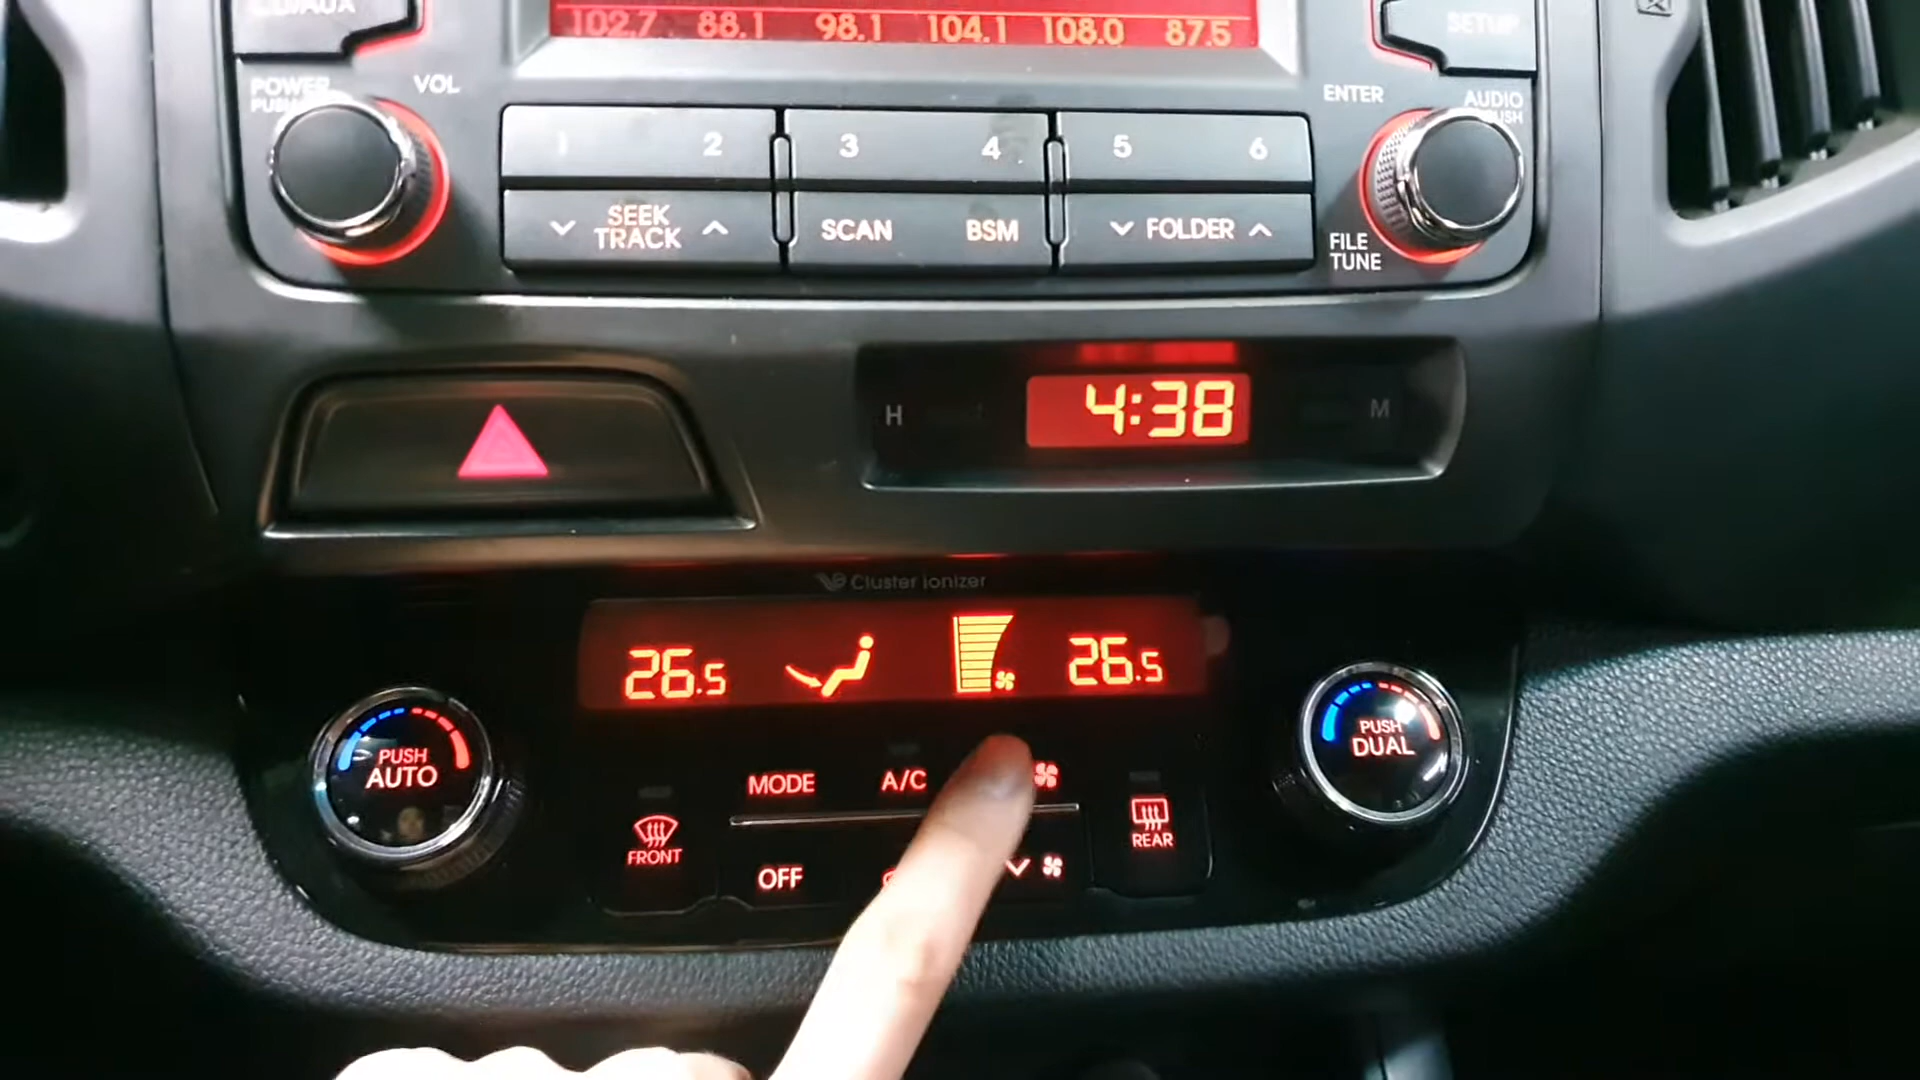 102.7 88.1 98.1 104.1 108.0 87.5
SETUP
POWER
VOL
ENTER
AUDIO
1 2 3 4 5 6
SEEK
TRACK
SCAN
BSM
FOLDER
FILE
TUNE
H
4:38
M
Cluster ionizer
26.5
26.5
PUSH
AUTO
PUSH
DUAL
MODE
A/C
FRONT
REAR
OFF